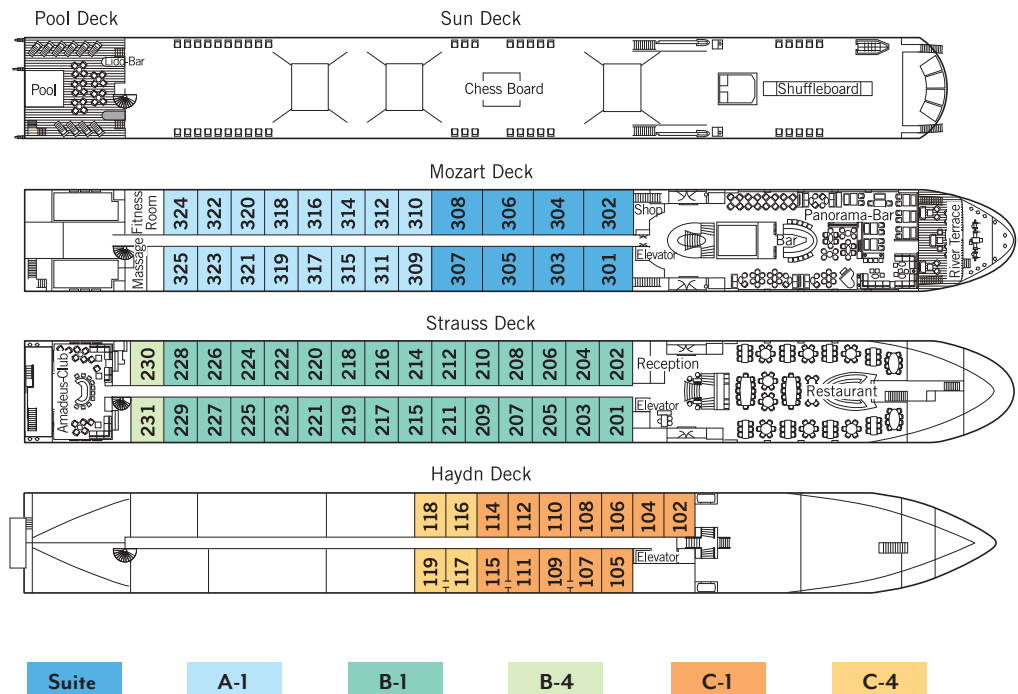 Pool Deck
Sun Deck
Lido-Bar
Pool
Chess Board
Shuffleboard
Mozart Deck
Fitness
Room
324 322 320 318 316 314 312 310 308 306 304 302
Shop
Panorama-Bar
Bar
River Terrace
Massage
325 323 321 319 317 315 311 309 307 305 303 301
Elevator
Strauss Deck
Amadeus-Club
230 228 226 224 222 220 218 216 214 212 210 208 206 204 202
Reception
Restaurant
231 229 227 225 223 221 219 217 215 211 209 207 205 203 201
Elevator
Haydn Deck
118 116 114 112 110 108 106 104 102
119 117 115 111 109 107 105
Elevator
Suite A-1 B-1 B-4 C-1 C-4